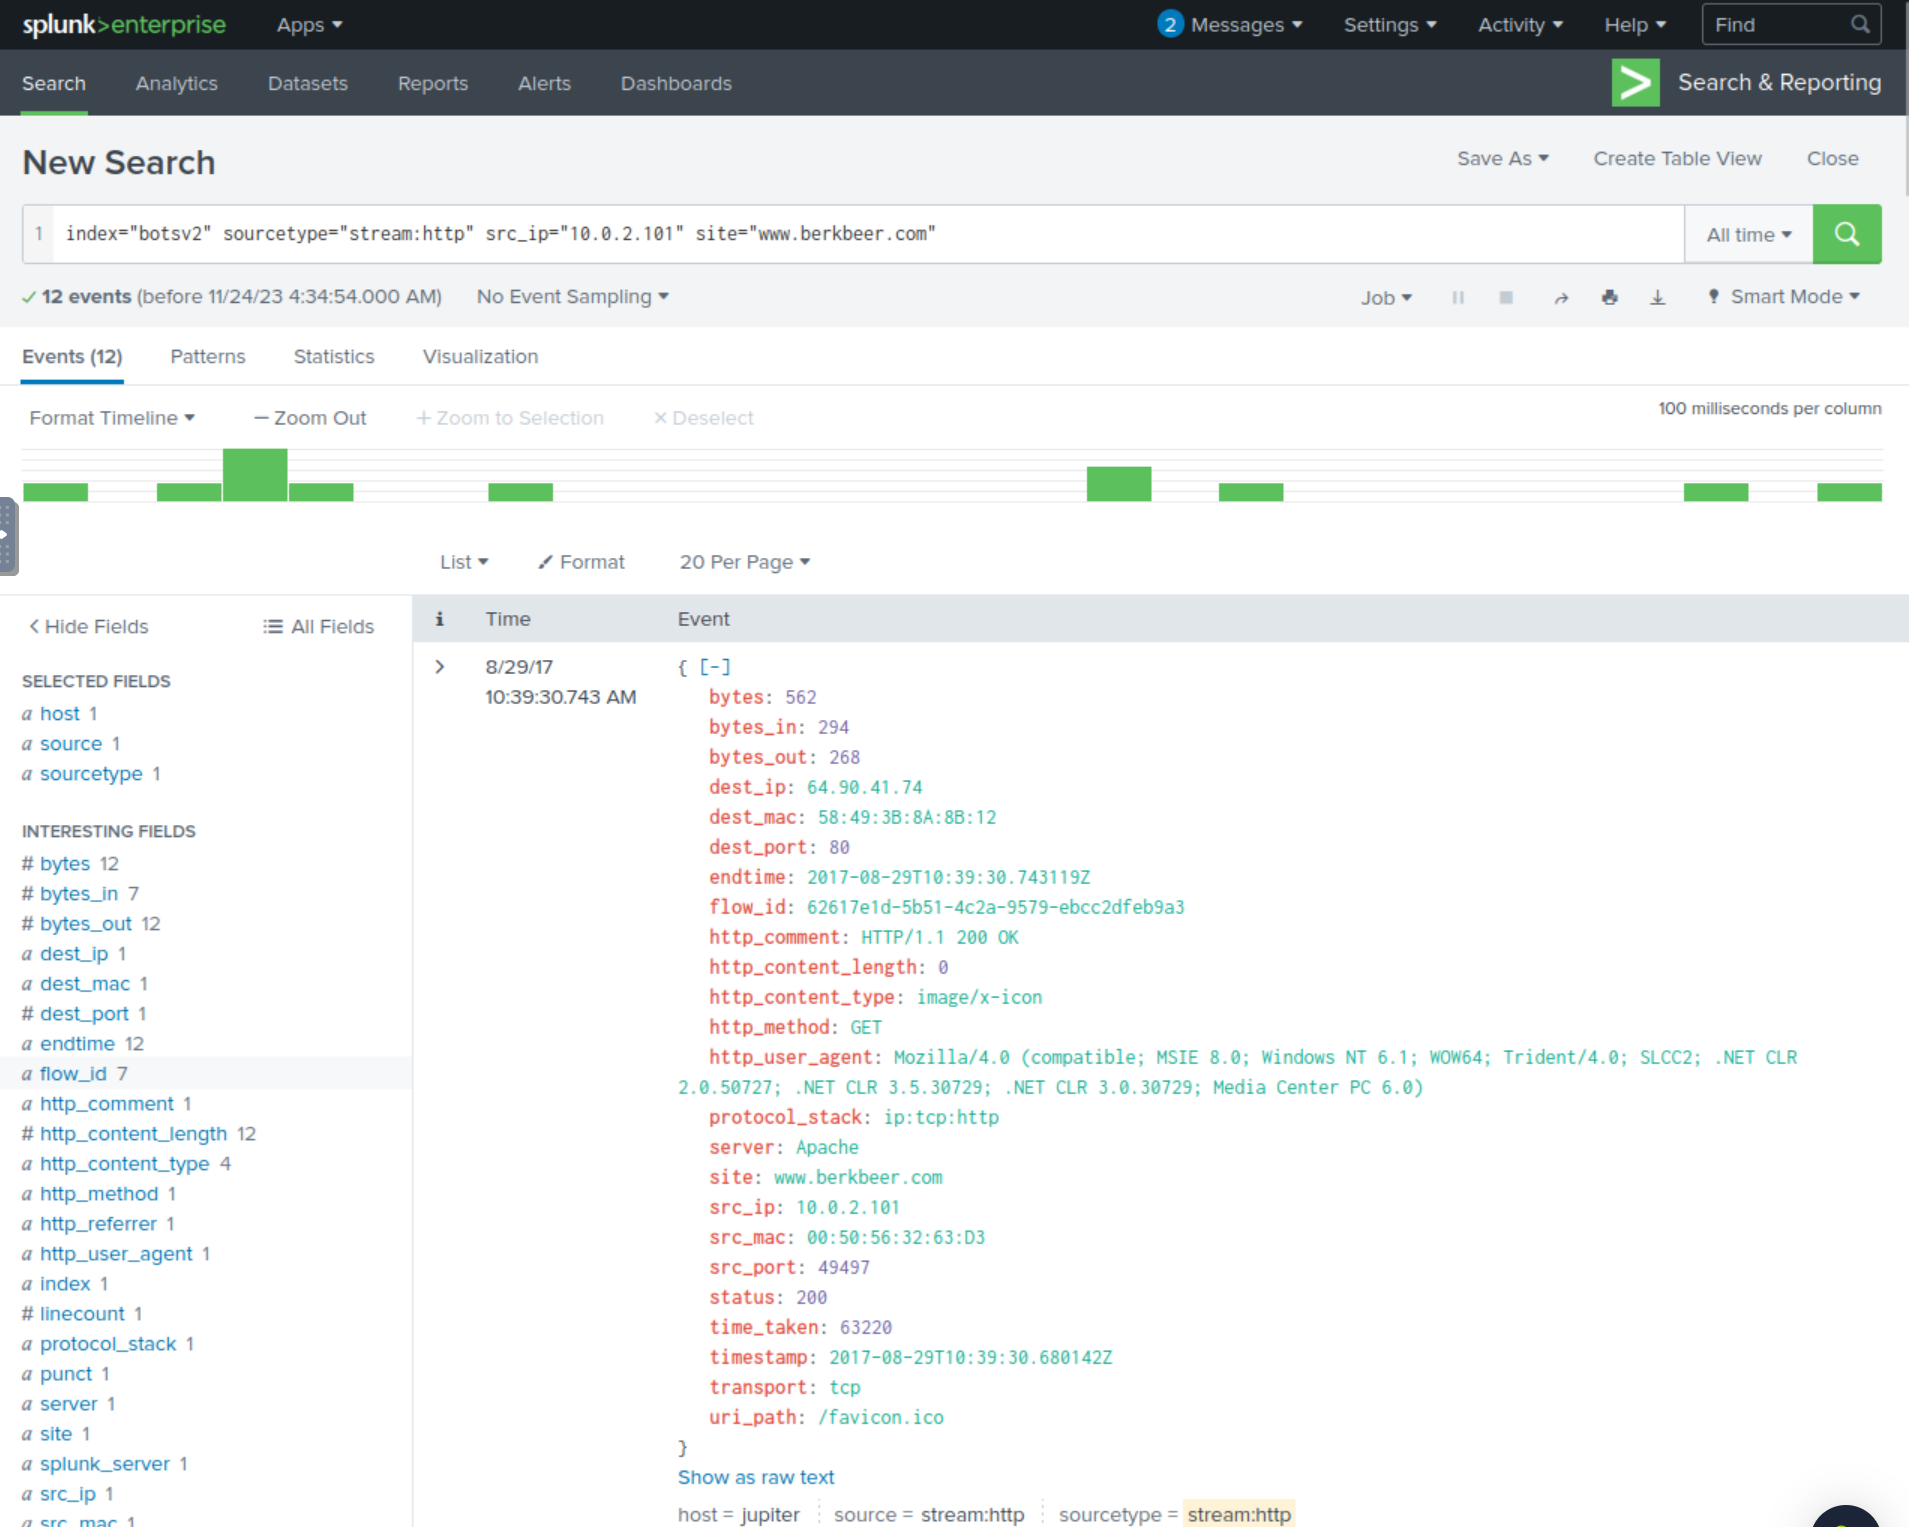 splunk>enterprise Apps 2 Messages Settings Activity Help Find
Search Analytics Datasets Reports Alerts Dashboards Search & Reporting
New Search Save As Create Table View Close
1 index="botsv2" sourcetype="stream:http" src_ip="10.0.2.101" site="www.berkbeer.com" All time
12 events (before 11/24/23 4:34:54.000 AM) No Event Sampling Job Smart Mode
Events (12) Patterns Statistics Visualization
Format Timeline — Zoom Out + Zoom to Selection × Deselect 100 milliseconds per column
List Format 20 Per Page
< Hide Fields All Fields
SELECTED FIELDS
a host 1
a source 1
a sourcetype 1
INTERESTING FIELDS
# bytes 12
# bytes_in 7
# bytes_out 12
a dest_ip 1
a dest_mac 1
# dest_port 1
a endtime 12
a flow_id 7
a http_comment 1
# http_content_length 12
a http_content_type 4
a http_method 1
a http_referrer 1
a http_user_agent 1
a index 1
# linecount 1
a protocol_stack 1
a punct 1
a server 1
a site 1
a splunk_server 1
a src_ip 1
a src_mac 1
i Time Event
> 8/29/17
10:39:30.743 AM
{ [-]
bytes: 562
bytes_in: 294
bytes_out: 268
dest_ip: 64.90.41.74
dest_mac: 58:49:3B:8A:8B:12
dest_port: 80
endtime: 2017-08-29T10:39:30.743119Z
flow_id: 62617e1d-5b51-4c2a-9579-ebcc2dfeb9a3
http_comment: HTTP/1.1 200 OK
http_content_length: 0
http_content_type: image/x-icon
http_method: GET
http_user_agent: Mozilla/4.0 (compatible; MSIE 8.0; Windows NT 6.1; WOW64; Trident/4.0; SLCC2; .NET CLR
2.0.50727; .NET CLR 3.5.30729; .NET CLR 3.0.30729; Media Center PC 6.0)
protocol_stack: ip:tcp:http
server: Apache
site: www.berkbeer.com
src_ip: 10.0.2.101
src_mac: 00:50:56:32:63:D3
src_port: 49497
status: 200
time_taken: 63220
timestamp: 2017-08-29T10:39:30.680142Z
transport: tcp
uri_path: /favicon.ico
}
Show as raw text
host = jupiter source = stream:http sourcetype = stream:http